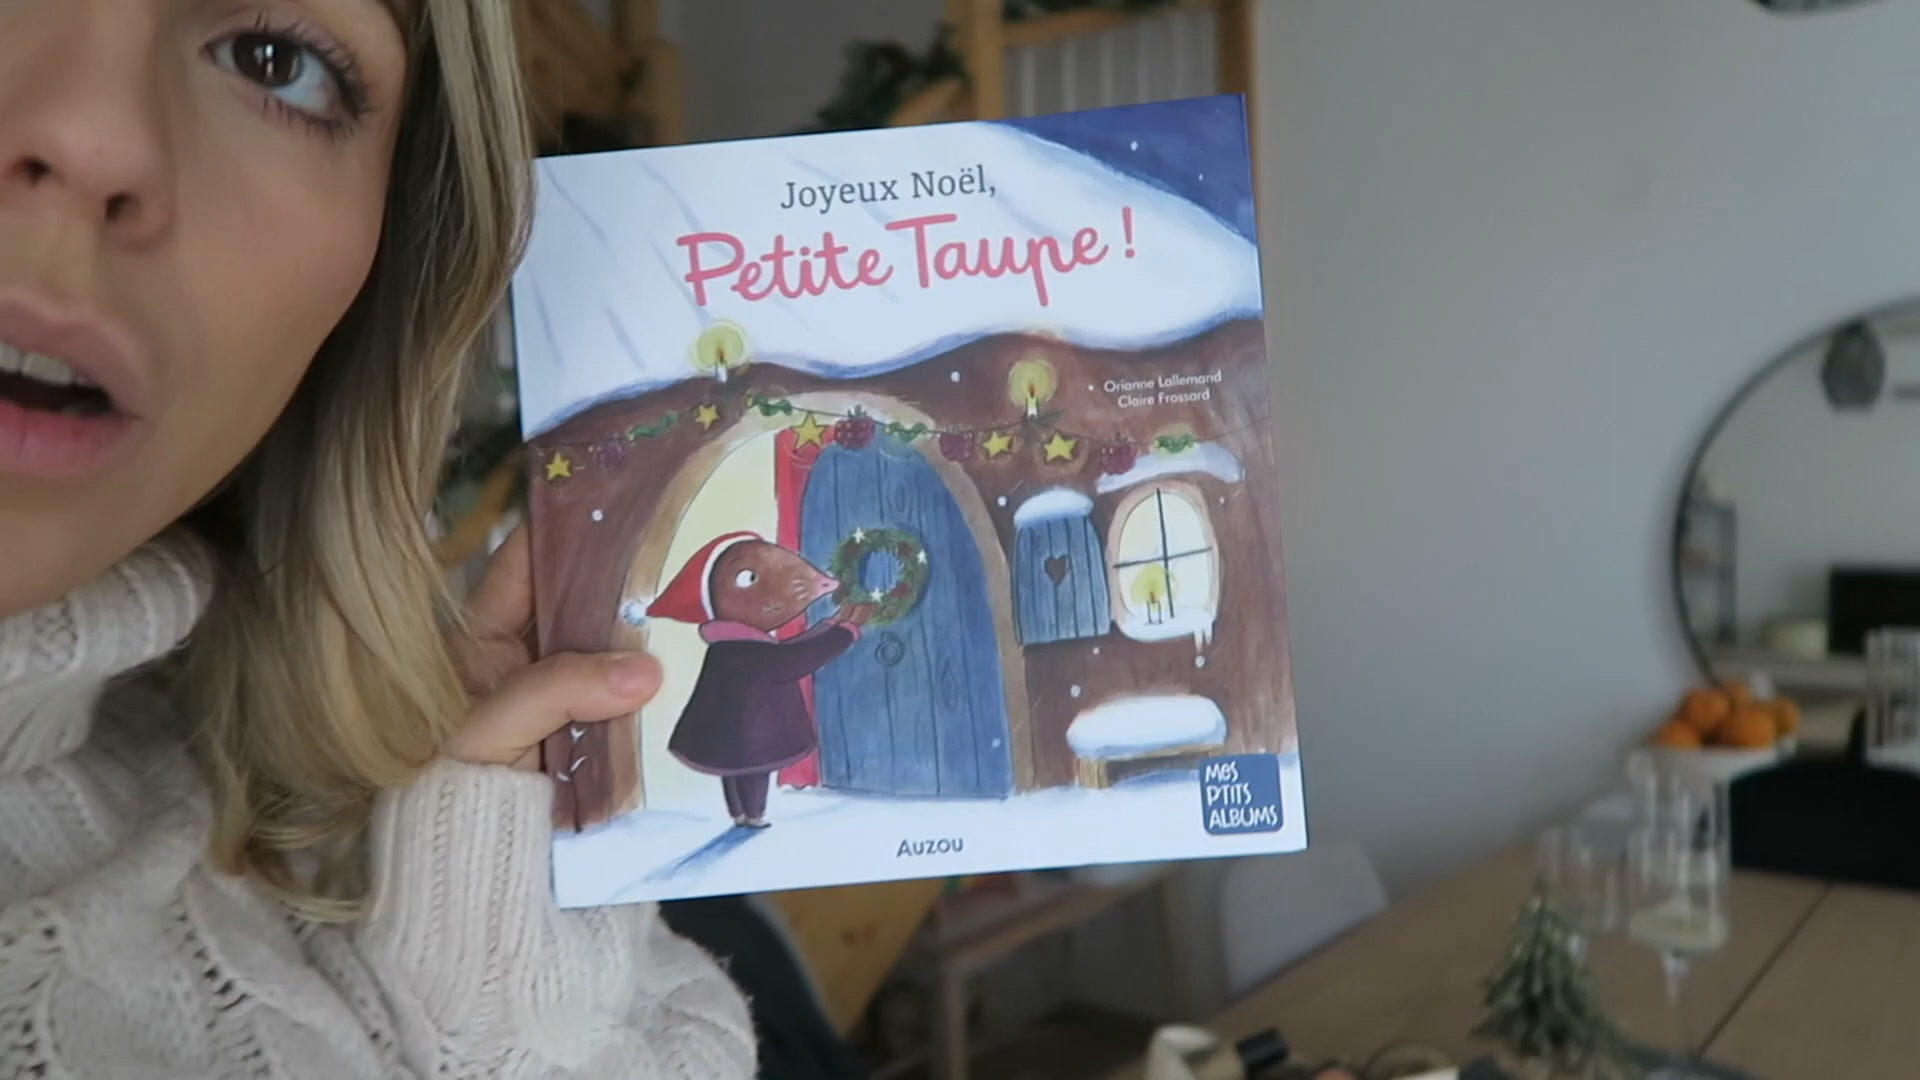 Joyeux Noël,
Petite Taupe !
Orianne Lallemand
Claire Frossard
MES
P'TITS
ALBUMS
AUZOU